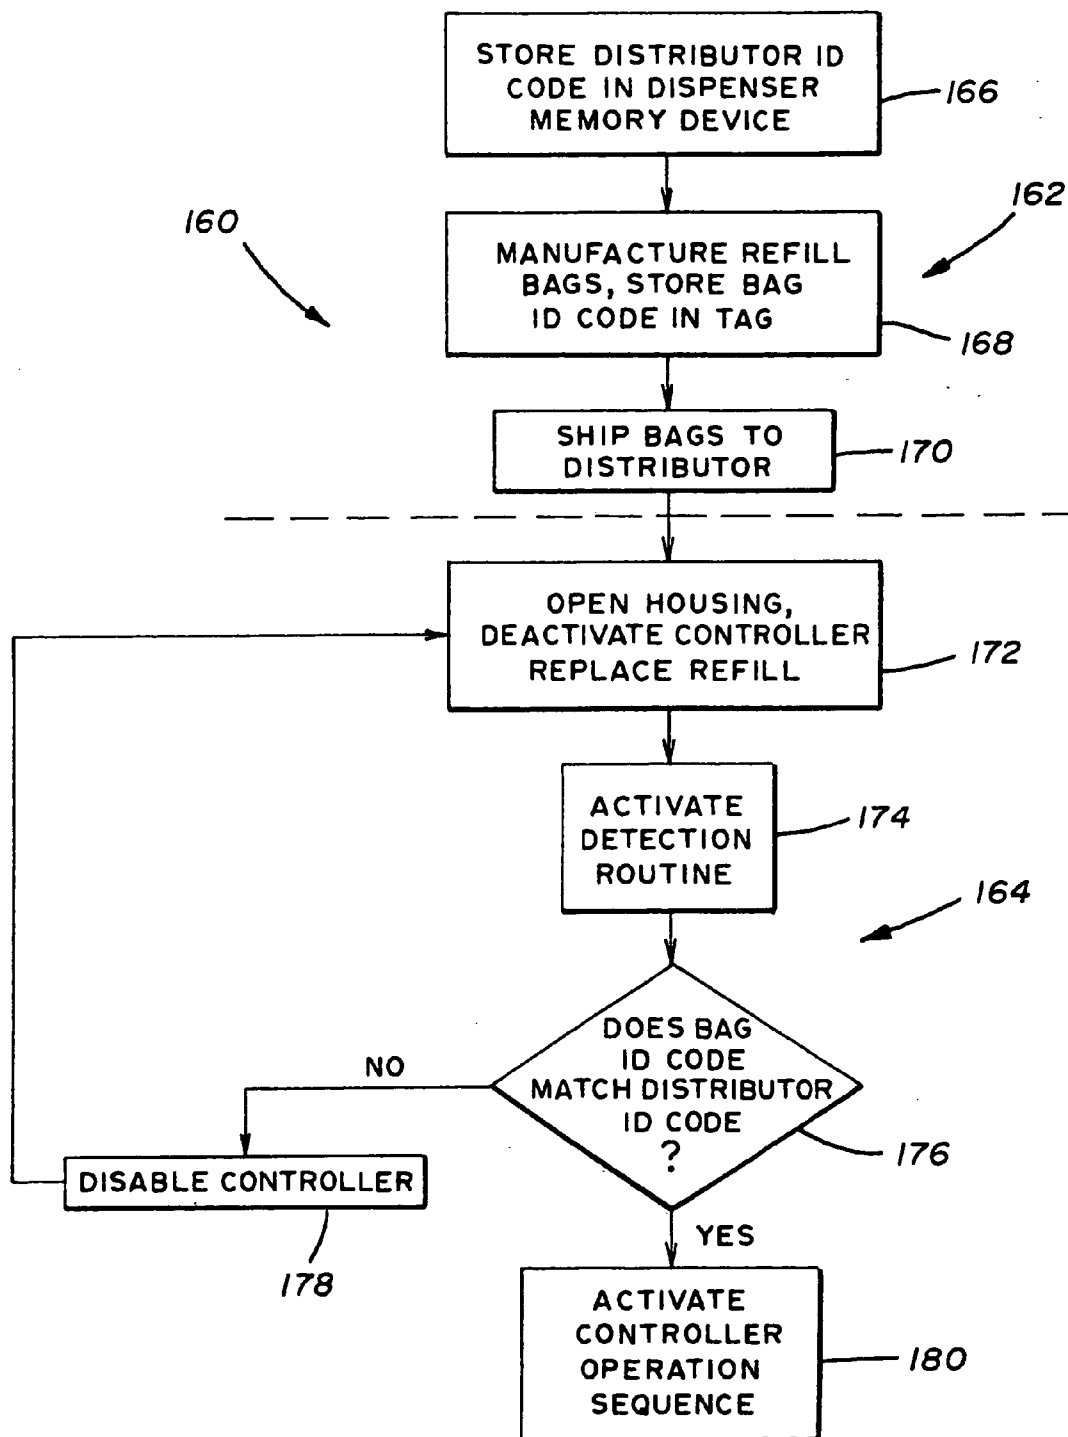 STORE DISTRIBUTOR ID
CODE IN DISPENSER
MEMORY DEVICE
166
160
162
MANUFACTURE REFILL
BAGS, STORE BAG
ID CODE IN TAG
168
SHIP BAGS TO
DISTRIBUTOR
170
OPEN HOUSING,
DEACTIVATE CONTROLLER
REPLACE REFILL
172
ACTIVATE
DETECTION
ROUTINE
174
164
DOES BAG
ID CODE
MATCH DISTRIBUTOR
ID CODE
?
176
NO
DISABLE CONTROLLER
178
YES
ACTIVATE
CONTROLLER
OPERATION
SEQUENCE
180